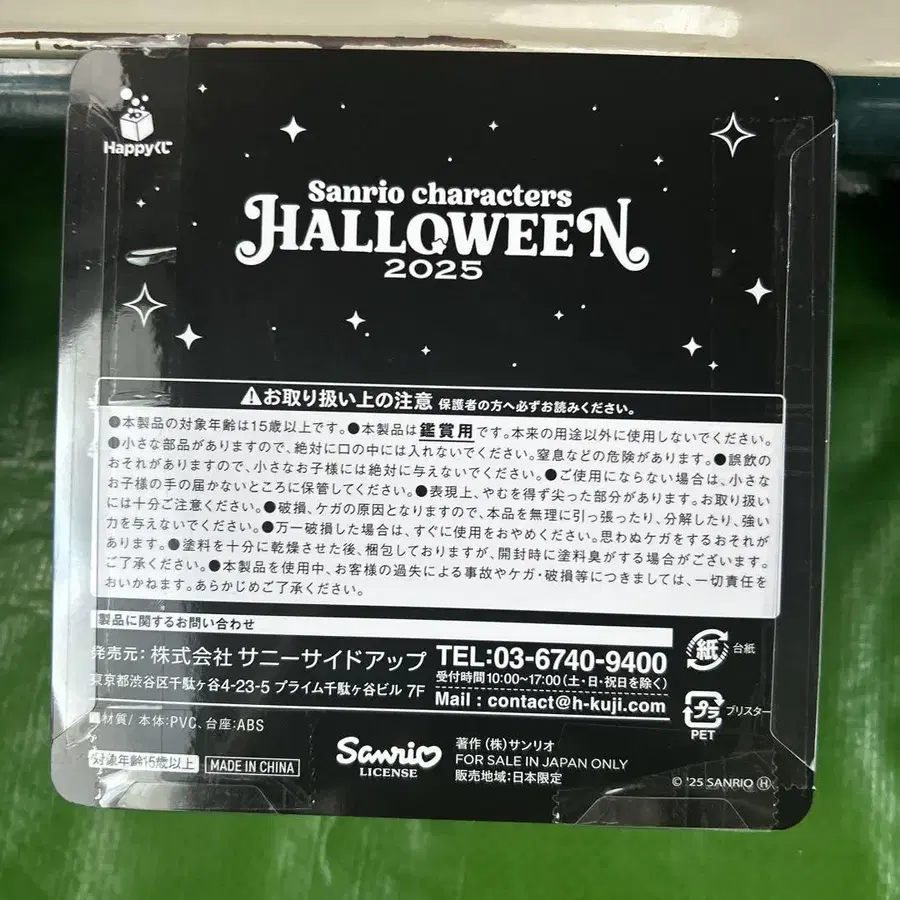 Happyくじ
Sanrio characters
HALLOWEEN
2025
⚠お取り扱い上の注意 保護者の方へ必ずお読みください。
●本製品の対象年齢は15歳以上です。●本製品は鑑賞用です。本来の用途以外に使用しないでください。
●小さな部品がありますので、絶対に口の中には入れないでください。窒息などの危険があります。●誤飲の
おそれがありますので、小さなお子様には絶対に与えないでください。●ご使用にならない場合は、小さな
お子様の手の届かないところに保管してください。●表現上、やむを得ず尖った部分があります。お取り扱い
には十分ご注意ください。●破損、ケガの原因となりますので、本品を無理に引っ張ったり、分解したり、強い
力を与えないでください。●万一破損した場合は、すぐに使用をおやめください。思わぬケガをするおそれが
あります。●塗料を十分に乾燥させた後、梱包しておりますが、開封時に塗料臭がする場合がございます。
ご了承ください。●本製品を使用中、お客様の過失による事故やケガ・破損等につきましては、一切責任を
おいかねます。あらかじめご了承ください。
製品に関するお問い合わせ
発売元: 株式会社 サニーサイドアップ
東京都渋谷区千駄ヶ谷4-23-5 プライム千駄ヶ谷ビル 7F
TEL:03-6740-9400
受付時間10:00~17:00(土・日・祝日を除く)
Mail : contact@h-kuji.com
紙 台紙
プラ ブリスター
PET
■材質/ 本体:PVC、台座:ABS
対象年齢15歳以上
MADE IN CHINA
Sanrio
LICENSE
著作 (株)サンリオ
FOR SALE IN JAPAN ONLY
販売地域:日本限定
© '25 SANRIO Ⓗ